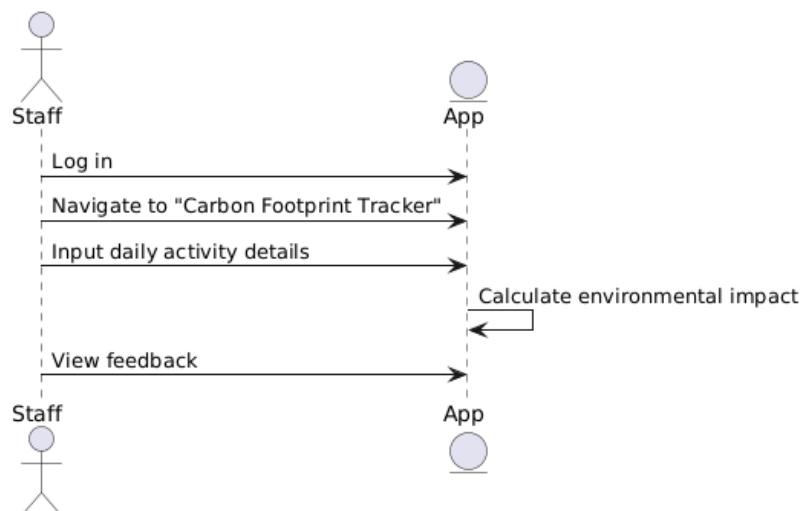 Staff
App
Log in
Navigate to "Carbon Footprint Tracker"
Input daily activity details
Calculate environmental impact
View feedback
Staff
App